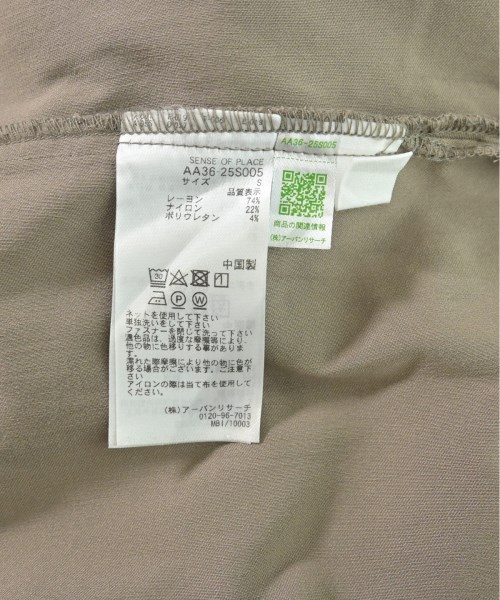 SENSE OF PLACE
AA36-25S005
サイズ S
品質表示
レーヨン 74%
ナイロン 22%
ポリウレタン 4%
中国製
30
P W
ネットを使用して下さい
単独洗いをして下さい
ファスナーを閉じて洗って下さい
濃色品は、過度な摩擦等により、
他の物に色移りする事がありま
す。
濡れた際摩擦により他の物に色が
移る場合がございます。ご注意下
さい
アイロンの際は当て布を使用して
ください。
(株)アーバンリサーチ
0120-96-7013
MBI/10003
AA36-25S005
商品の関連情報
(株)アーバンリサーチ